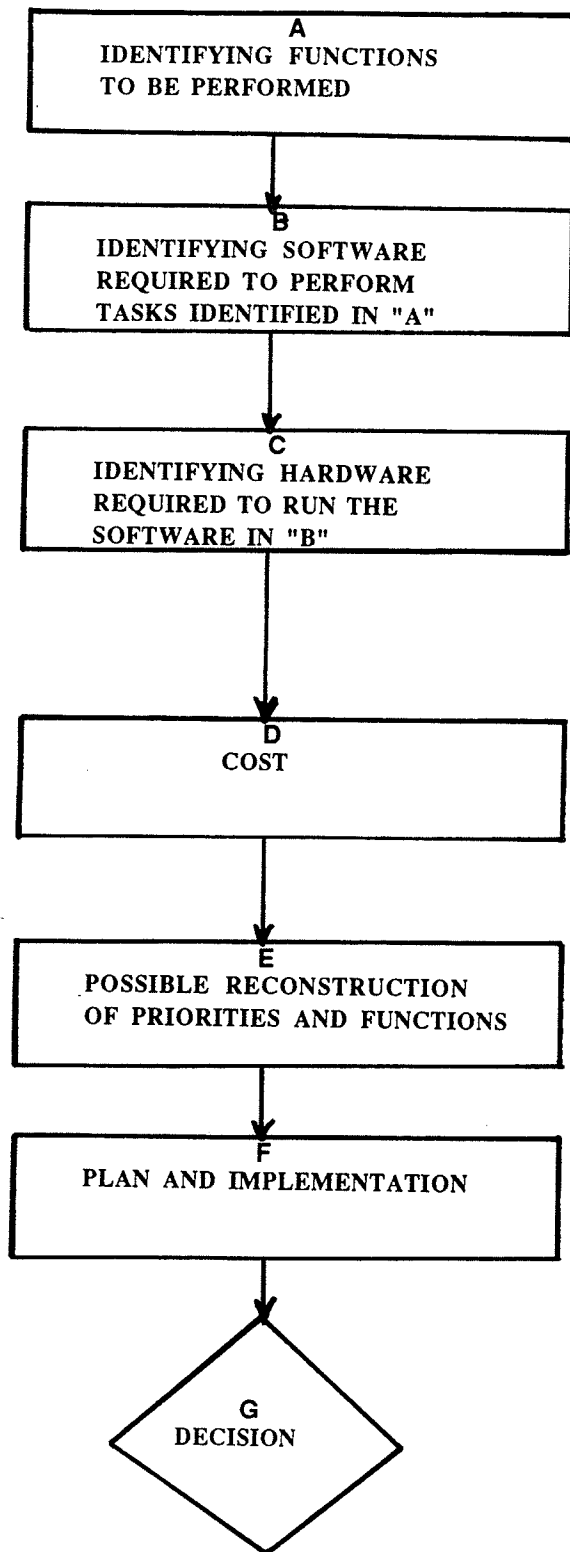 A
IDENTIFYING FUNCTIONS
TO BE PERFORMED
B
IDENTIFYING SOFTWARE
REQUIRED TO PERFORM
TASKS IDENTIFIED IN "A"
C
IDENTIFYING HARDWARE
REQUIRED TO RUN THE
SOFTWARE IN "B"
D
COST
E
POSSIBLE RECONSTRUCTION
OF PRIORITIES AND FUNCTIONS
F
PLAN AND IMPLEMENTATION
G
DECISION